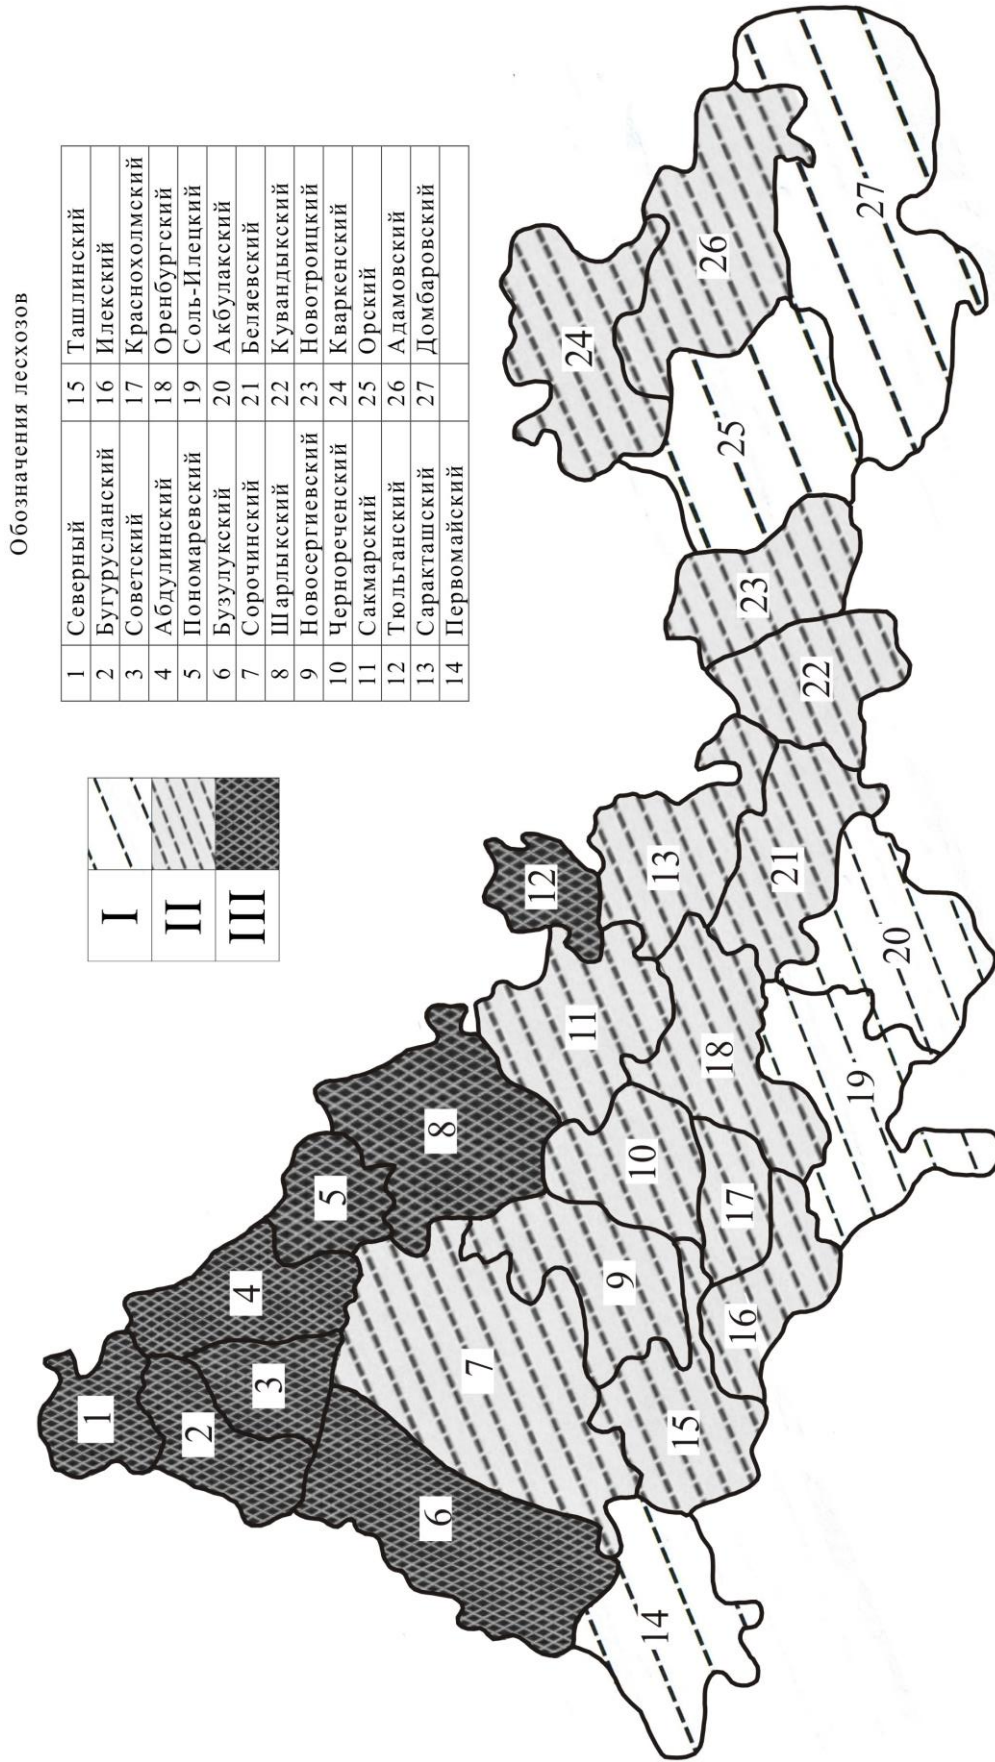 Обозначения лесхозов
1 Северный 15 Ташлинский
2 Бугурусланский 16 Илекский
3 Советский 17 Краснохолмский
4 Абдулинский 18 Оренбургский
5 Пономаревский 19 Соль-Илецкий
6 Бузулукский 20 Акбулакский
7 Сорочинский 21 Беляевский
8 Шарлыкский 22 Кувандыкский
9 Новосергиевский 23 Новотроицкий
10 Чернореченский 24 Кваркенский
11 Сакмарский 25 Орский
12 Тюльганский 26 Адамовский
13 Саракташский 27 Домбаровский
14 Первомайский
I
II
III
1
2
3
4
5
6
7
8
9
10
11
12
13
14
15
16
17
18
19
20
21
22
23
24
25
26
27